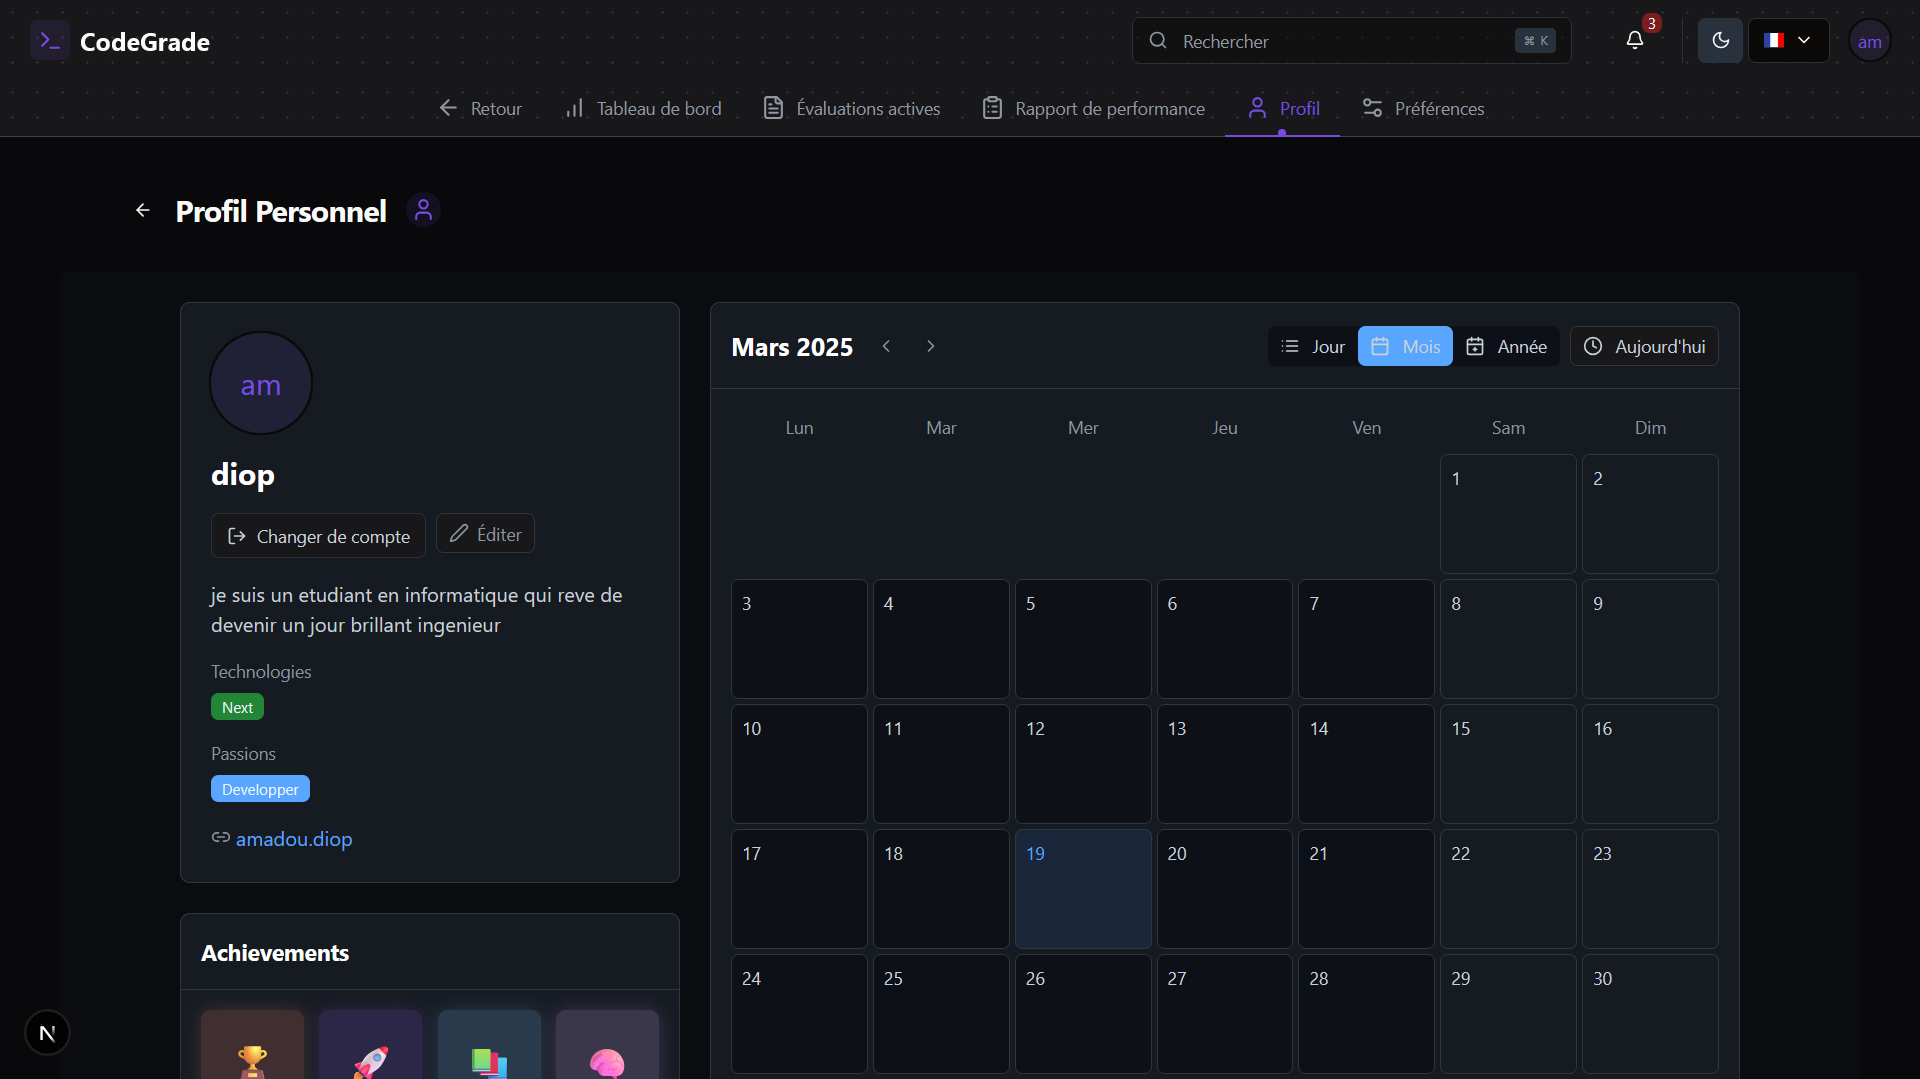 CodeGrade
Rechercher
⌘ K
3
am
Retour
Tableau de bord
Évaluations actives
Rapport de performance
Profil
Préférences
Profil Personnel
am
diop
Changer de compte
Éditer
je suis un etudiant en informatique qui reve de
devenir un jour brillant ingenieur
Technologies
Next
Passions
Developper
amadou.diop
Achievements
Mars 2025
Jour
Mois
Année
Aujourd'hui
Lun Mar Mer Jeu Ven Sam Dim
1 2
3 4 5 6 7 8 9
10 11 12 13 14 15 16
17 18 19 20 21 22 23
24 25 26 27 28 29 30
N